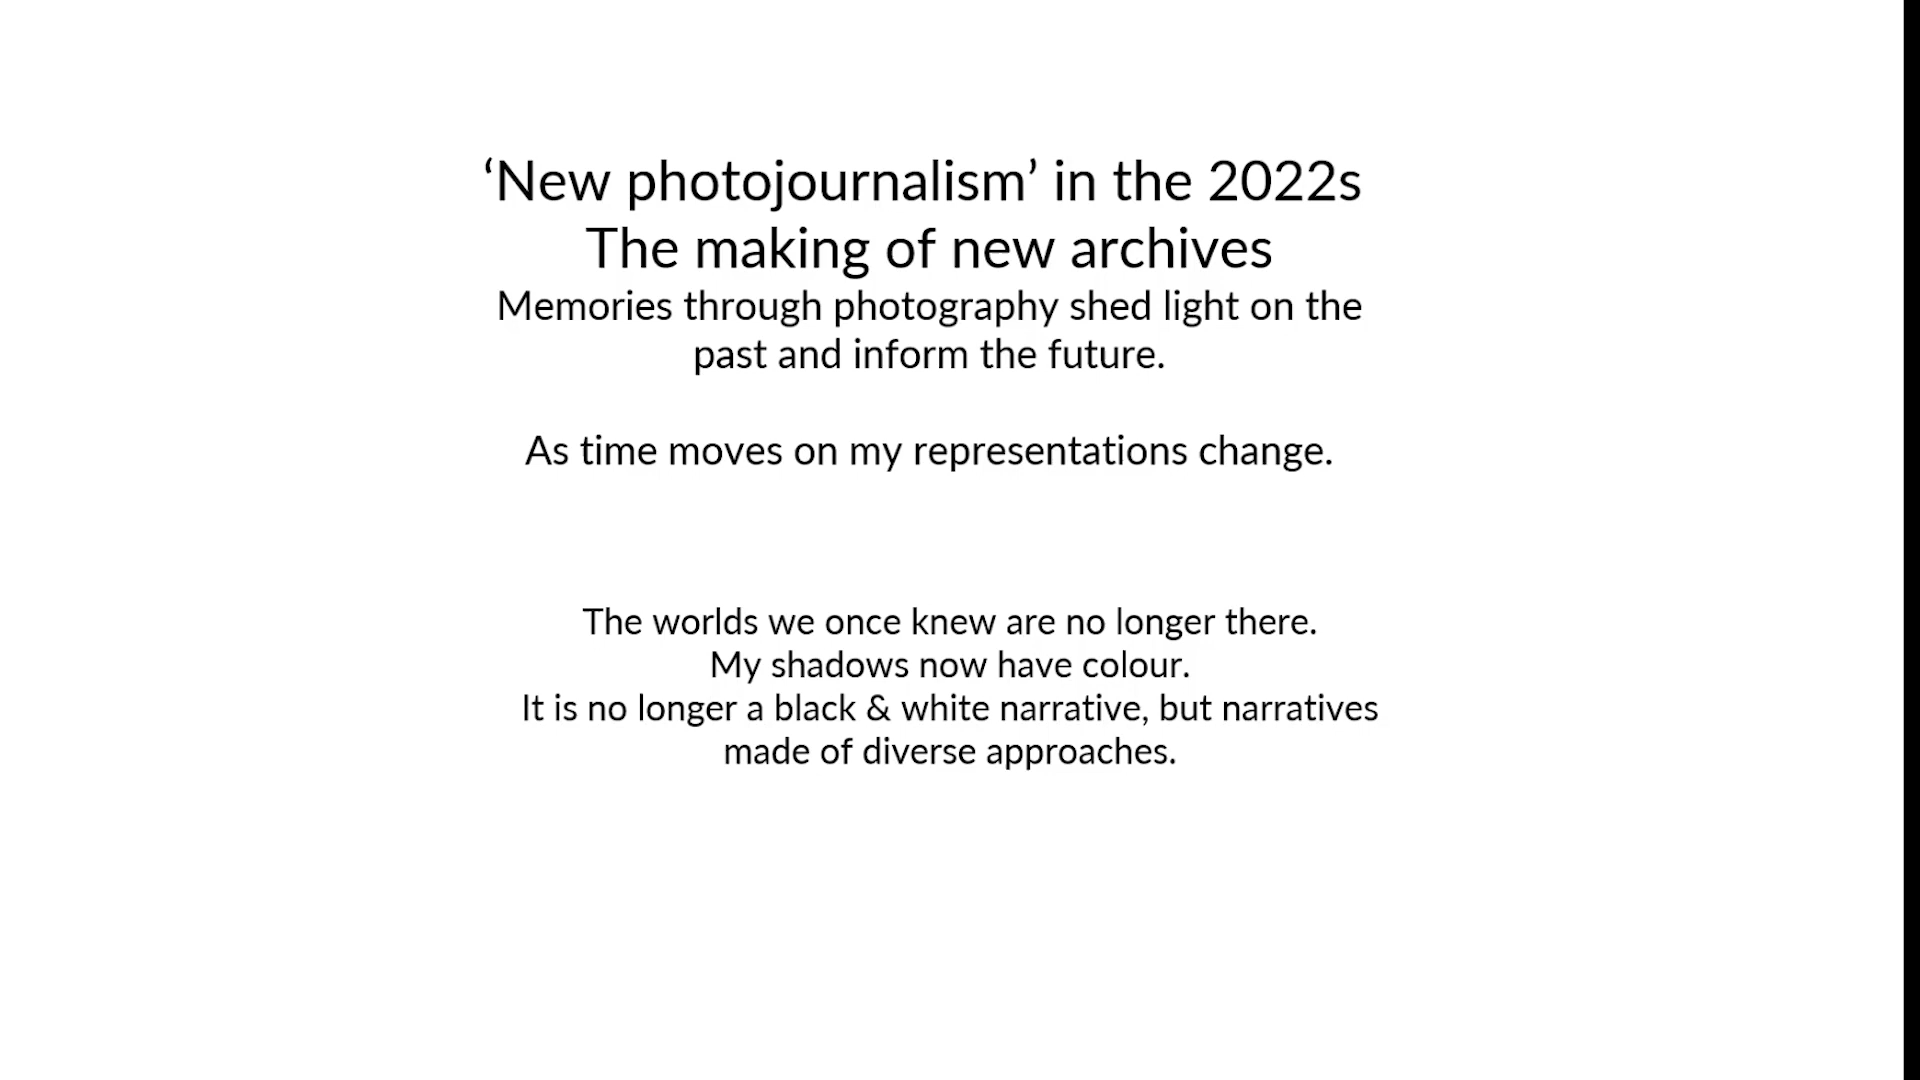 ‘New photojournalism’ in the 2022s
The making of new archives
Memories through photography shed light on the
past and inform the future.
As time moves on my representations change.
The worlds we once knew are no longer there.
My shadows now have colour.
It is no longer a black & white narrative, but narratives
made of diverse approaches.